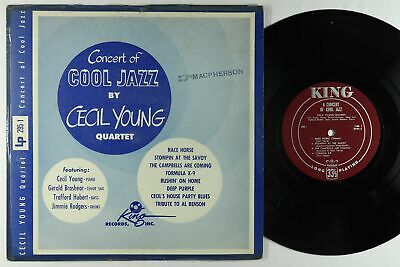 Concert of
COOL JAZZ
BY
CECIL YOUNG
QUARTET
MACPHERSON
RACE HORSE
STOMPIN AT THE SAVOY
THE CAMPBELLS ARE COMING
FORMULA X-9
RUSHIN' ON HOME
DEEP PURPLE
CECIL'S HOUSE PARTY BLUES
TRIBUTE TO AL BENSON
featuring:
Cecil Young - PIANO
Gerald Brashear - TENOR SAX
Trafford Hubert - BASS
Jimmie Rodgers - DRUMS
King
RECORDS, INC.
CECIL YOUNG Quartet Lp 295-1 Concert of Cool Jazz
KING
A CONCERT
OF COOL JAZZ
LONG 33⅓ PLAYING